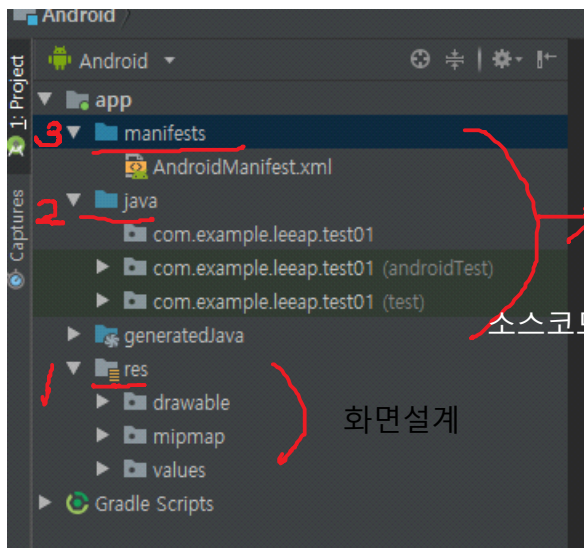 Android
1: Project
Captures
Android
app
3 manifests
AndroidManifest.xml
2 java
com.example.leeap.test01
com.example.leeap.test01 (androidTest)
com.example.leeap.test01 (test)
소스코드
generatedJava
1 res
drawable
화면설계
mipmap
values
Gradle Scripts